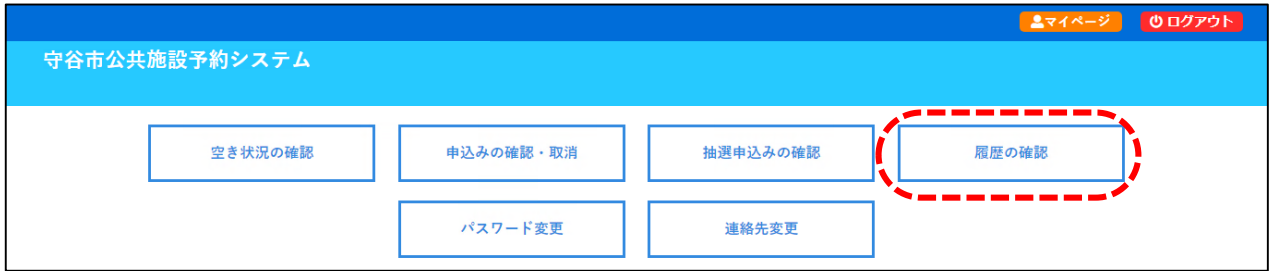 マイページ ログアウト
守谷市公共施設予約システム
空き状況の確認 申込みの確認・取消 抽選申込みの確認 履歴の確認
パスワード変更 連絡先変更